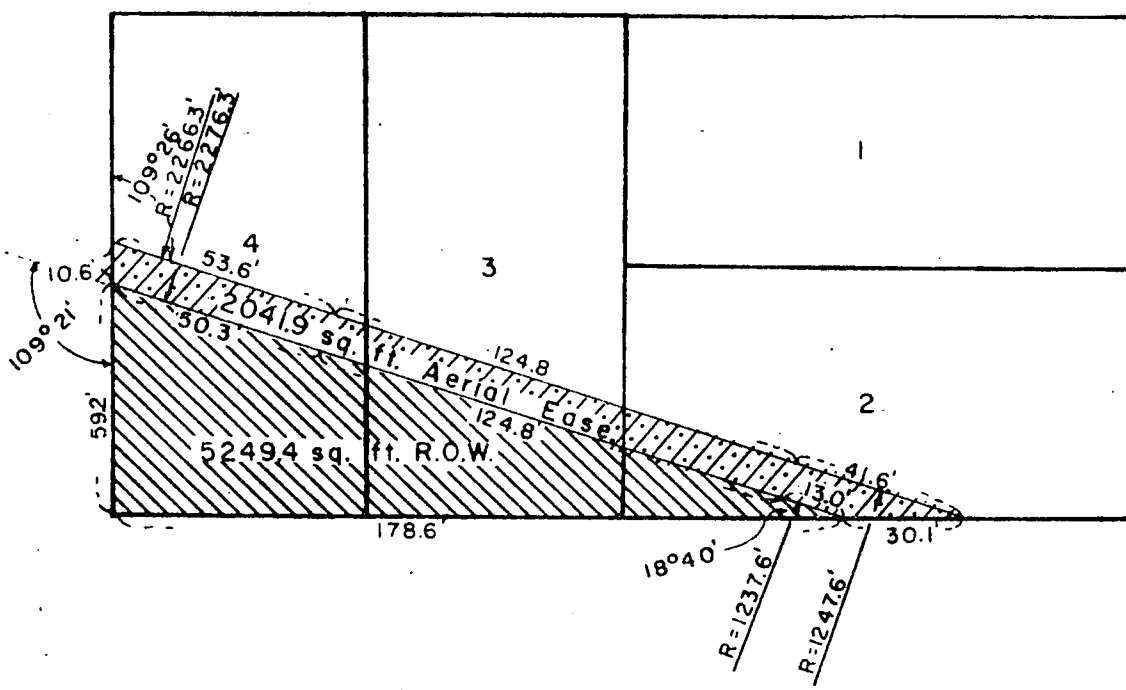 1
109°26'
R=2266.3'
R=2276.3'
4
3
53.6'
10.6'
109°21'
2041.9 sq. ft. Aerial Ease.
50.3'
124.8'
2
124.8'
592'
5249.4 sq. ft. R.O.W.
41.6'
13.0'
178.6'
18°40'
30.1'
R=1237.6'
R=1247.6'